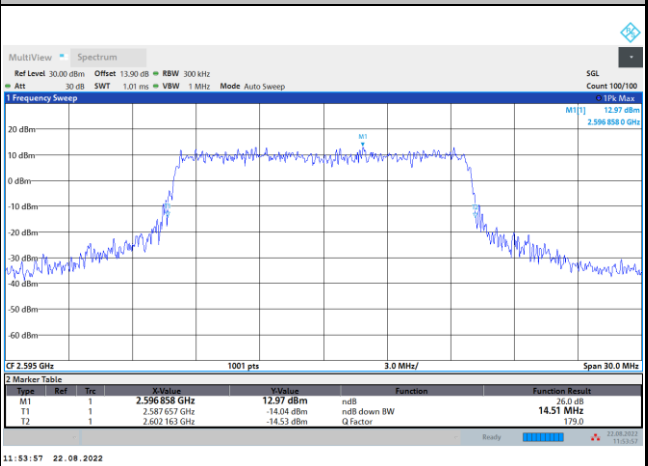 MultiView Spectrum
Ref Level 30.00 dBm Offset 13.90 dB RBW 300 kHz SGL
Att 30 dB SWT 1.01 ms VBW 1 MHz Mode Auto Sweep Count 100/100
1 Frequency Sweep 1Pk Max
M1[1] 12.97 dBm
2.596 858 0 GHz
M1
20 dBm
10 dBm
0 dBm
-10 dBm
-20 dBm
-30 dBm
-40 dBm
-50 dBm
-60 dBm
CF 2.595 GHz 1001 pts 3.0 MHz/ Span 30.0 MHz
2 Marker Table
Type Ref Trc X-Value Y-Value Function Function Result
M1 1 2.596 858 GHz 12.97 dBm ndB 26.0 dB
T1 1 2.587 657 GHz -14.04 dBm ndB down BW 14.51 MHz
T2 1 2.602 163 GHz -14.53 dBm Q Factor 179.0
Ready 22.08.2022
11:53:57
11:53:57 22.08.2022